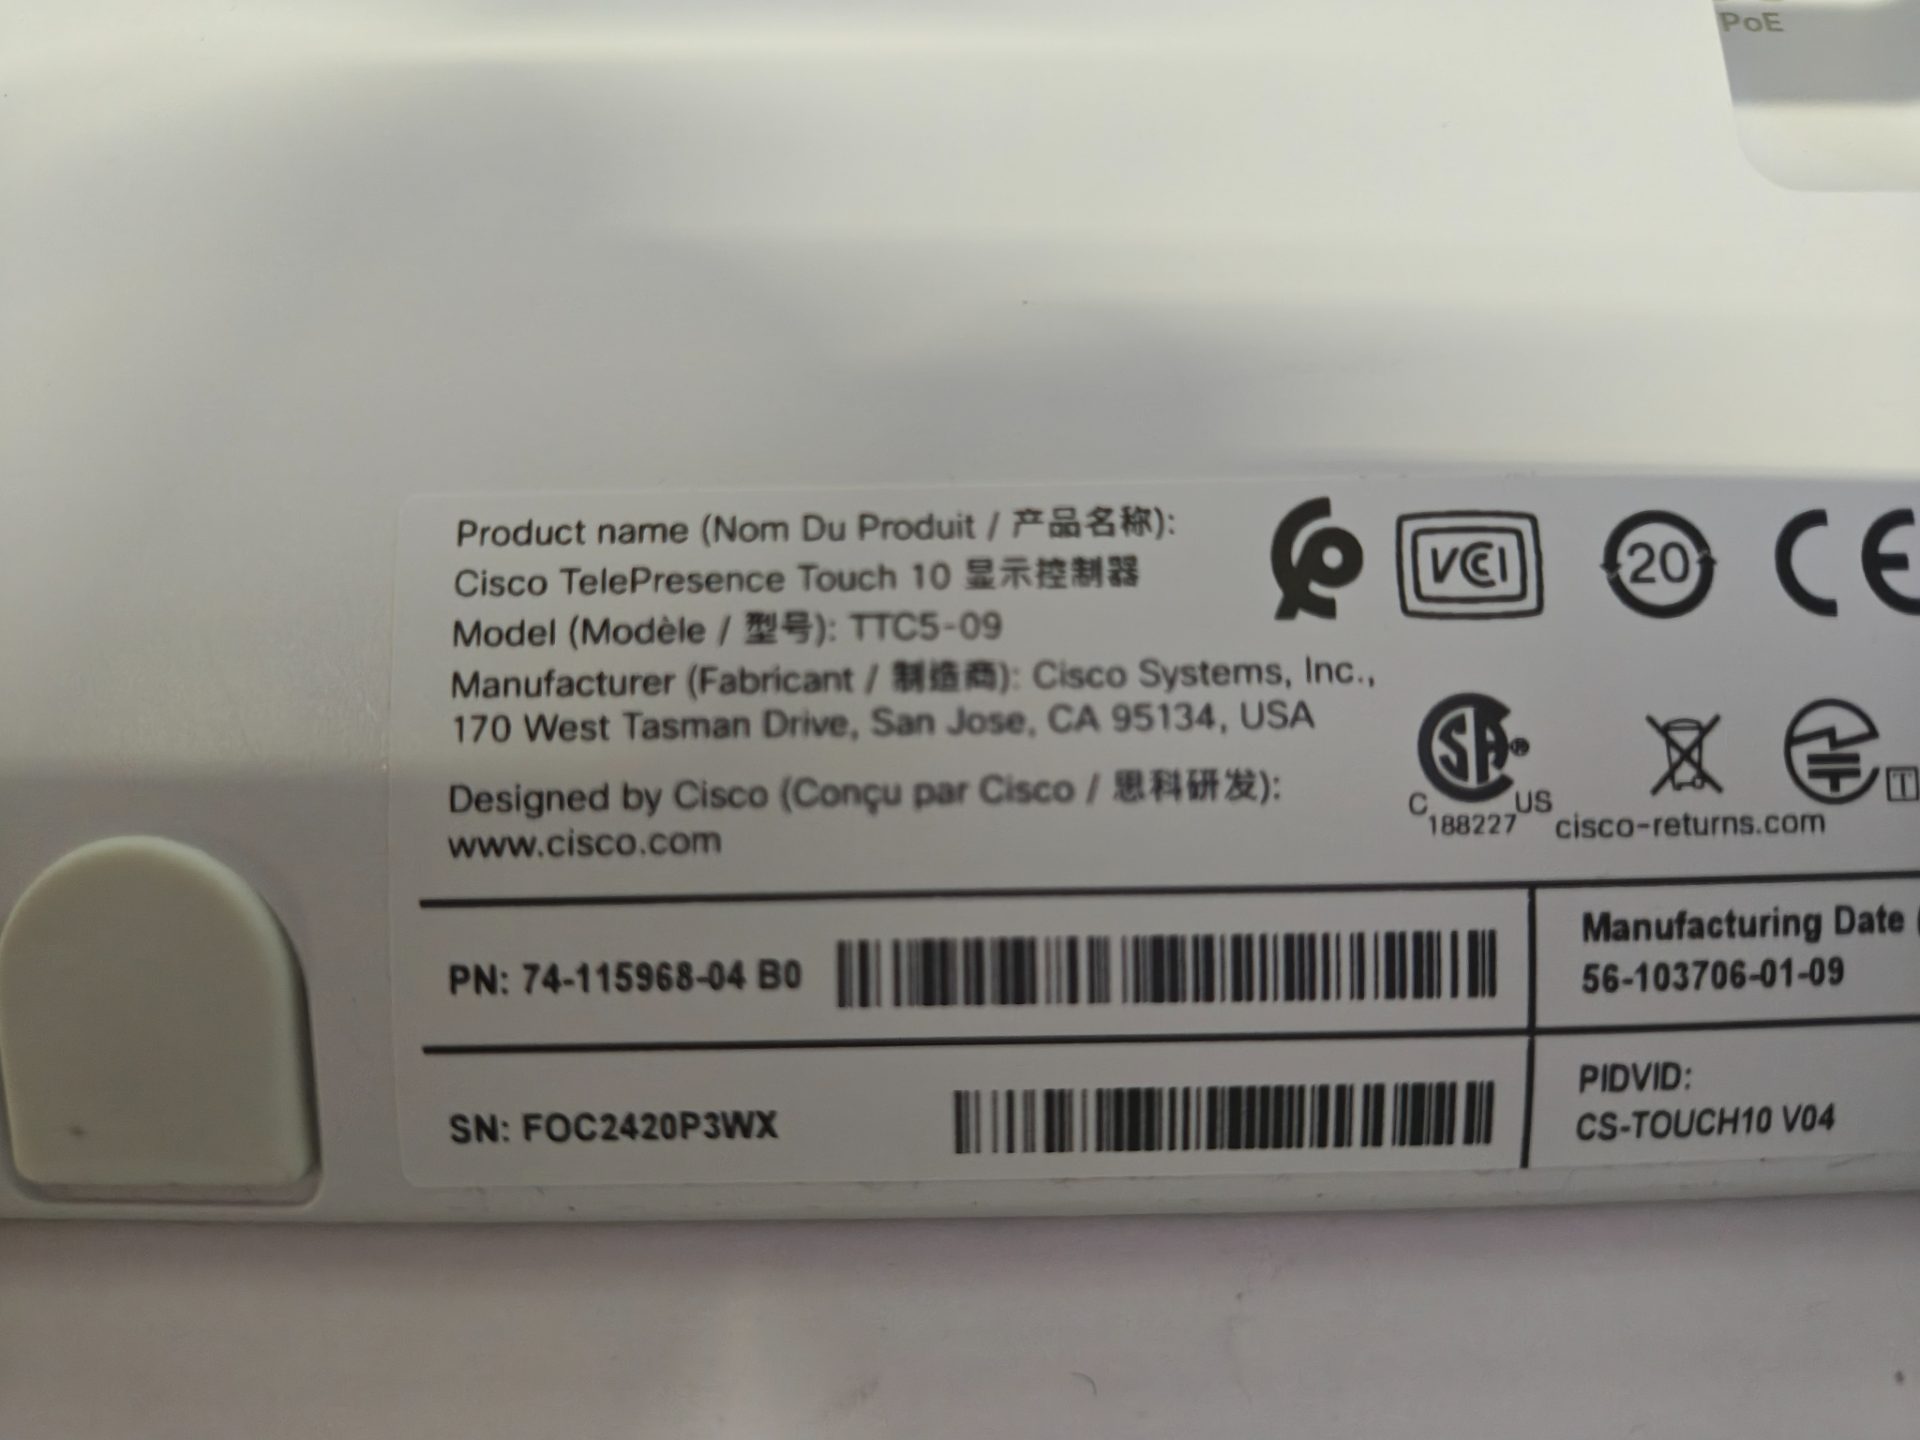 PoE
Product name (Nom Du Produit / 产品名称):
Cisco TelePresence Touch 10 显示控制器
Model (Modèle / 型号): TTC5-09
Manufacturer (Fabricant / 制造商): Cisco Systems, Inc.,
170 West Tasman Drive, San Jose, CA 95134, USA
Designed by Cisco (Conçu par Cisco / 思科研发):
www.cisco.com
VCI
20
CE
SA®
C US
188227
cisco-returns.com
T
PN: 74-115968-04 B0
Manufacturing Date
56-103706-01-09
SN: FOC2420P3WX
PIDVID:
CS-TOUCH10 V04